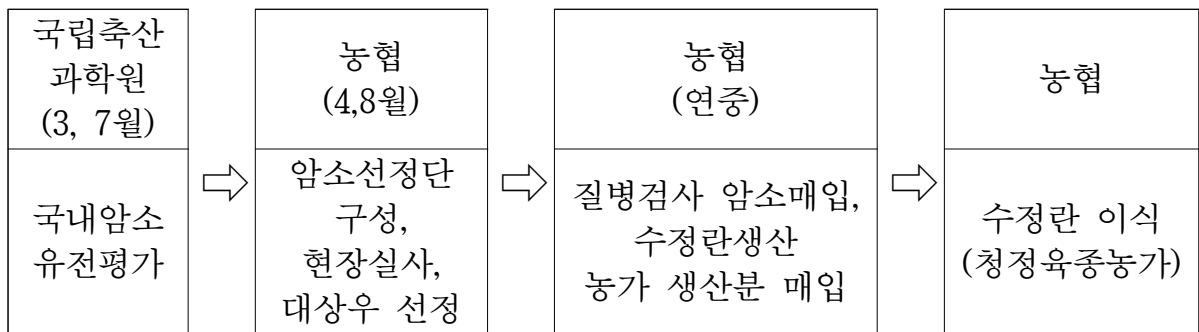 국립축산
과학원
(3, 7월)
국내암소
유전평가
⇨
농협
(4,8월)
암소선정단
구성,
현장실사,
대상우 선정
⇨
농협
(연중)
질병검사 암소매입,
수정란생산
농가 생산분 매입
⇨
농협
수정란 이식
(청정육종농가)